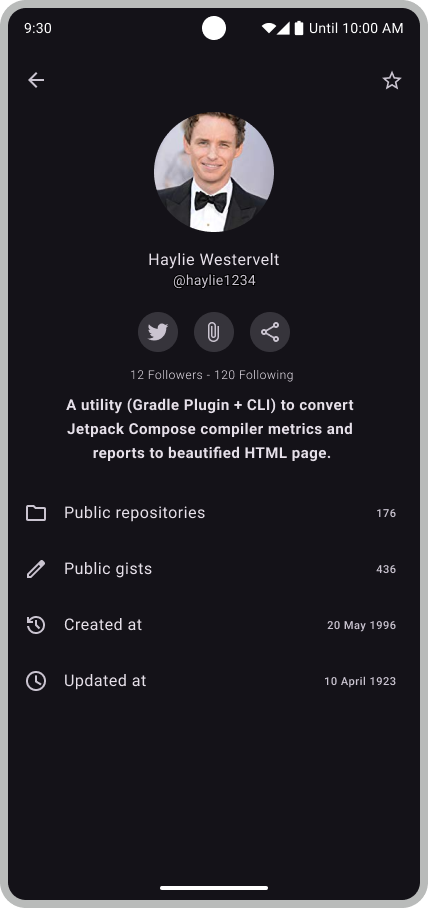 9:30
Until 10:00 AM
Haylie Westervelt
@haylie1234
12 Followers - 120 Following
A utility (Gradle Plugin + CLI) to convert
Jetpack Compose compiler metrics and
reports to beautified HTML page.
Public repositories 176
Public gists 436
Created at 20 May 1996
Updated at 10 April 1923